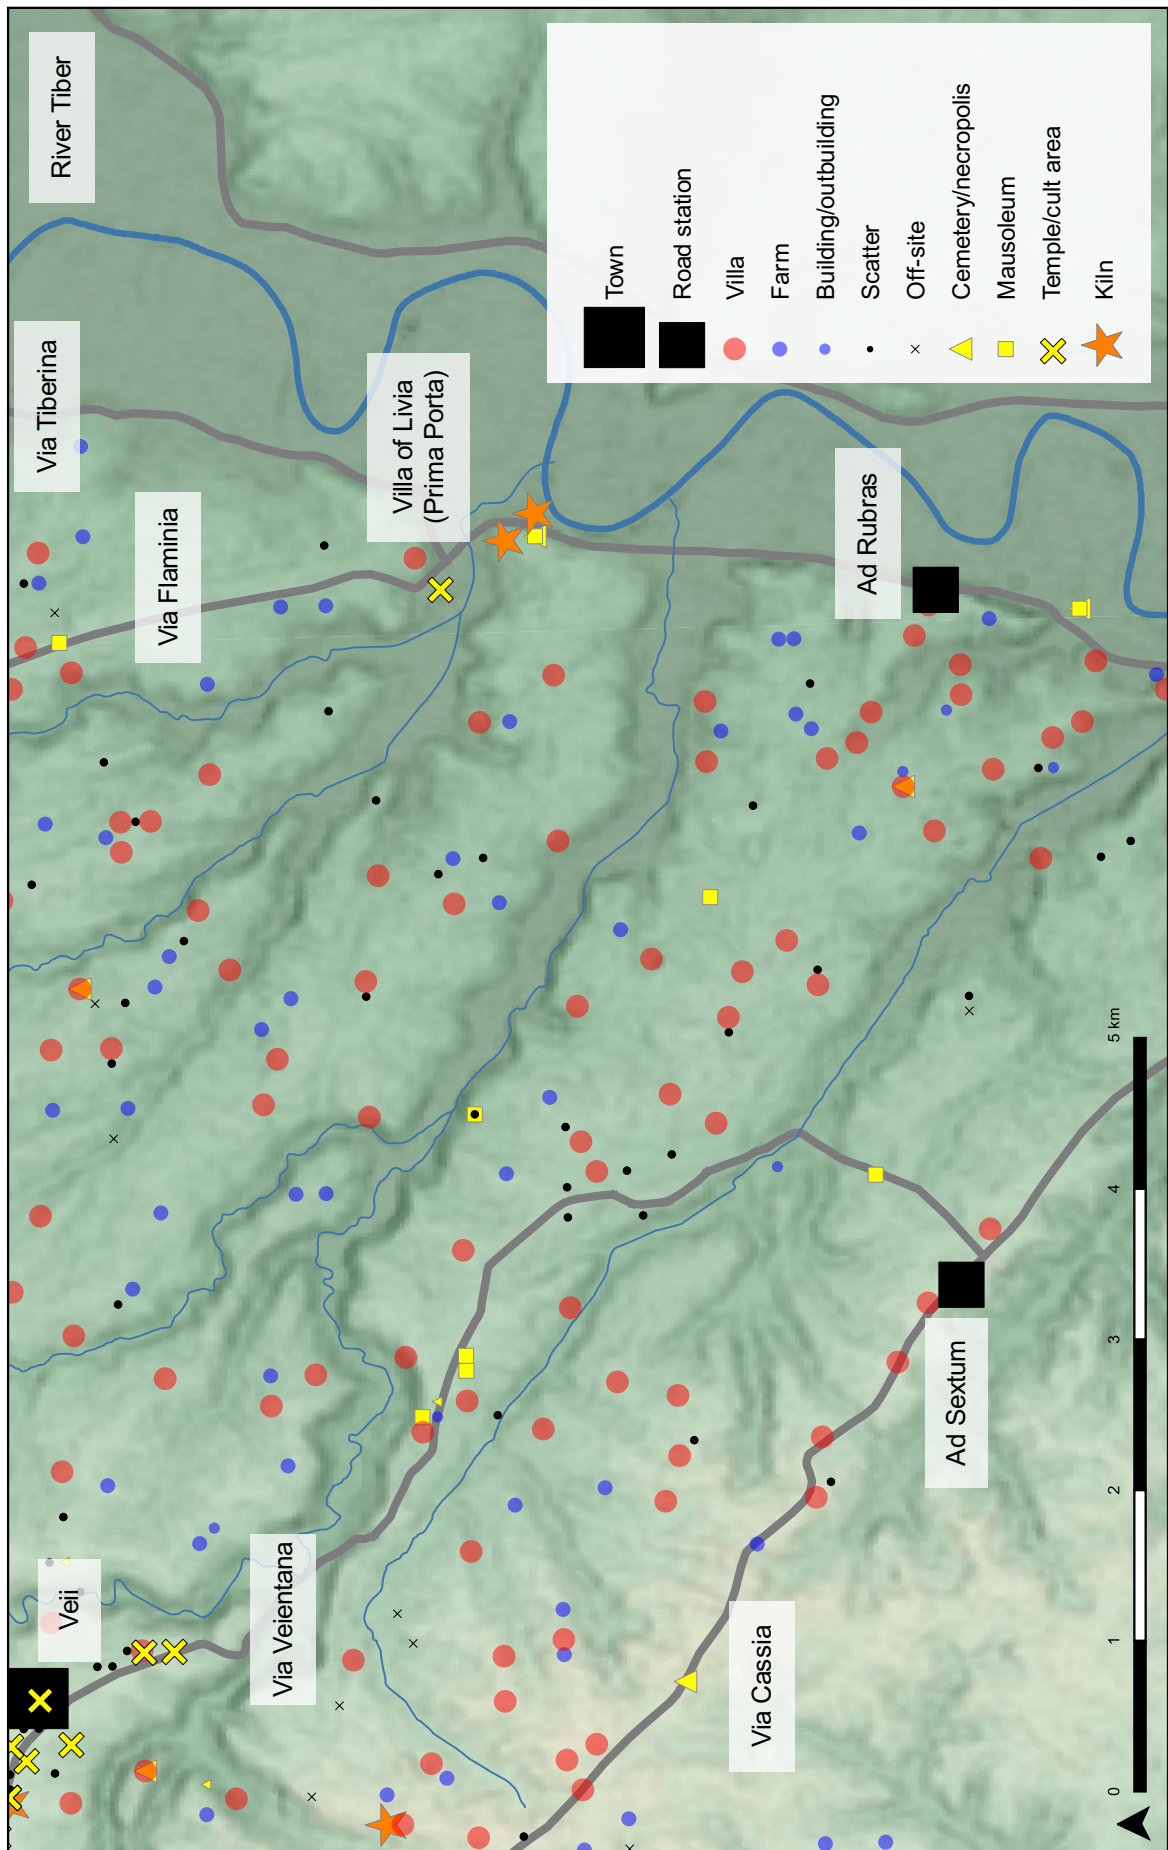 Veii
Via Veientana
Via Cassia
Ad Sextum
Via Tiberina
Via Flaminia
Villa of Livia
(Prima Porta)
Ad Rubras
River Tiber
Town
Road station
Villa
Farm
Building/outbuilding
Scatter
Off-site
Cemetery/necropolis
Mausoleum
Temple/cult area
Kiln
0
1
2
3
4
5 km